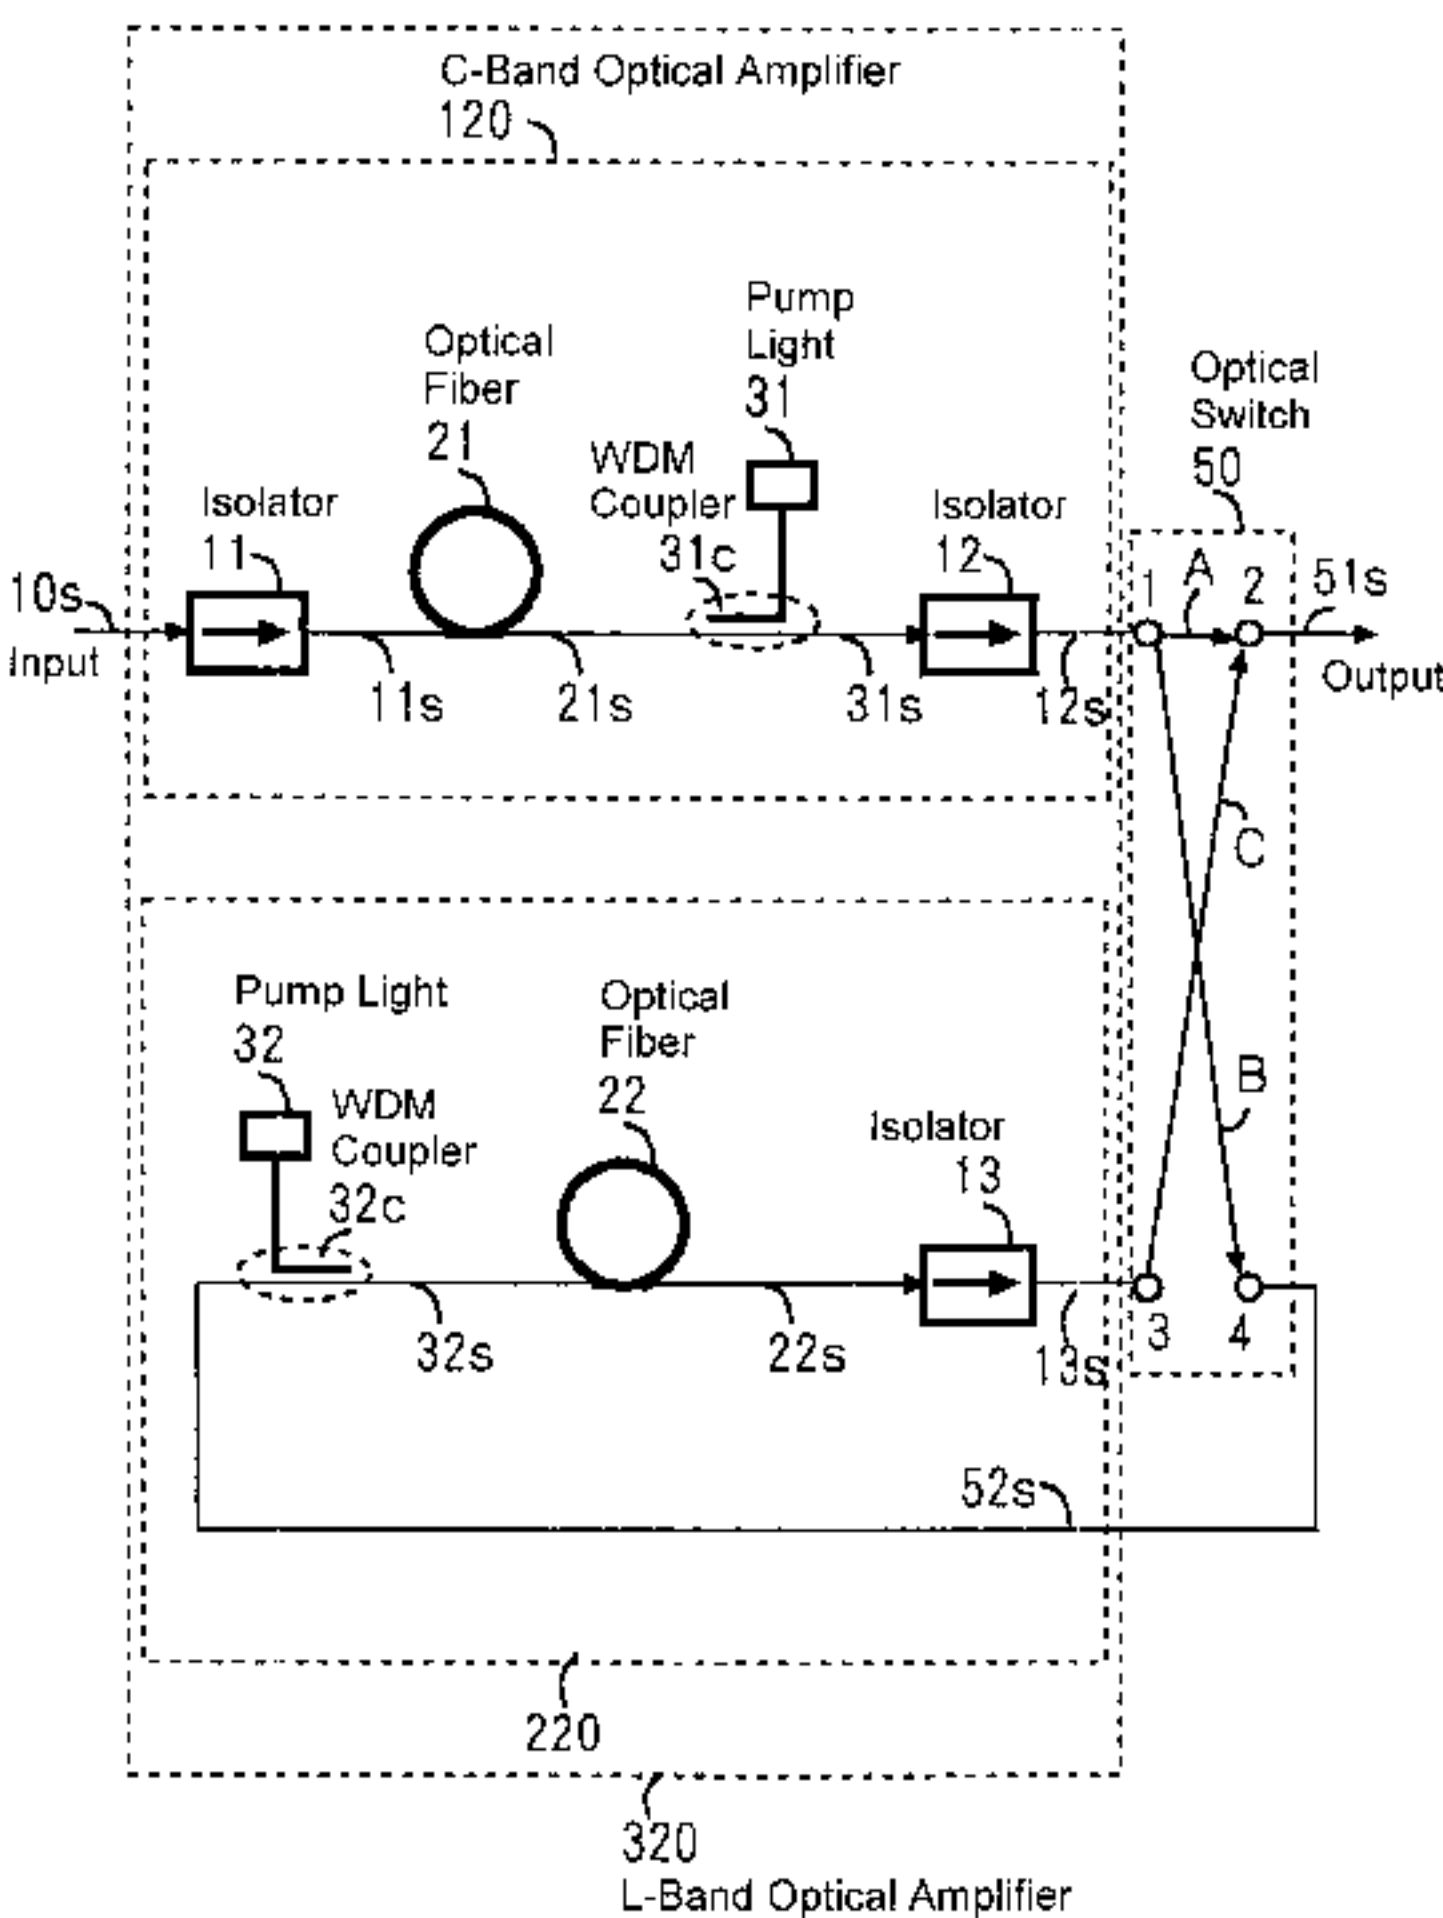 C-Band Optical Amplifier
120
Pump
Light
31
Optical
Fiber
21
Optical
Switch
50
WDM
Coupler
31c
Isolator
11
Isolator
12
10s
Input
1
A
2
51s
Output
11s
21s
31s
12s
C
Pump Light
32
Optical
Fiber
22
B
WDM
Coupler
32c
Isolator
13
32s
22s
13s
3
4
52s
220
320
L-Band Optical Amplifier